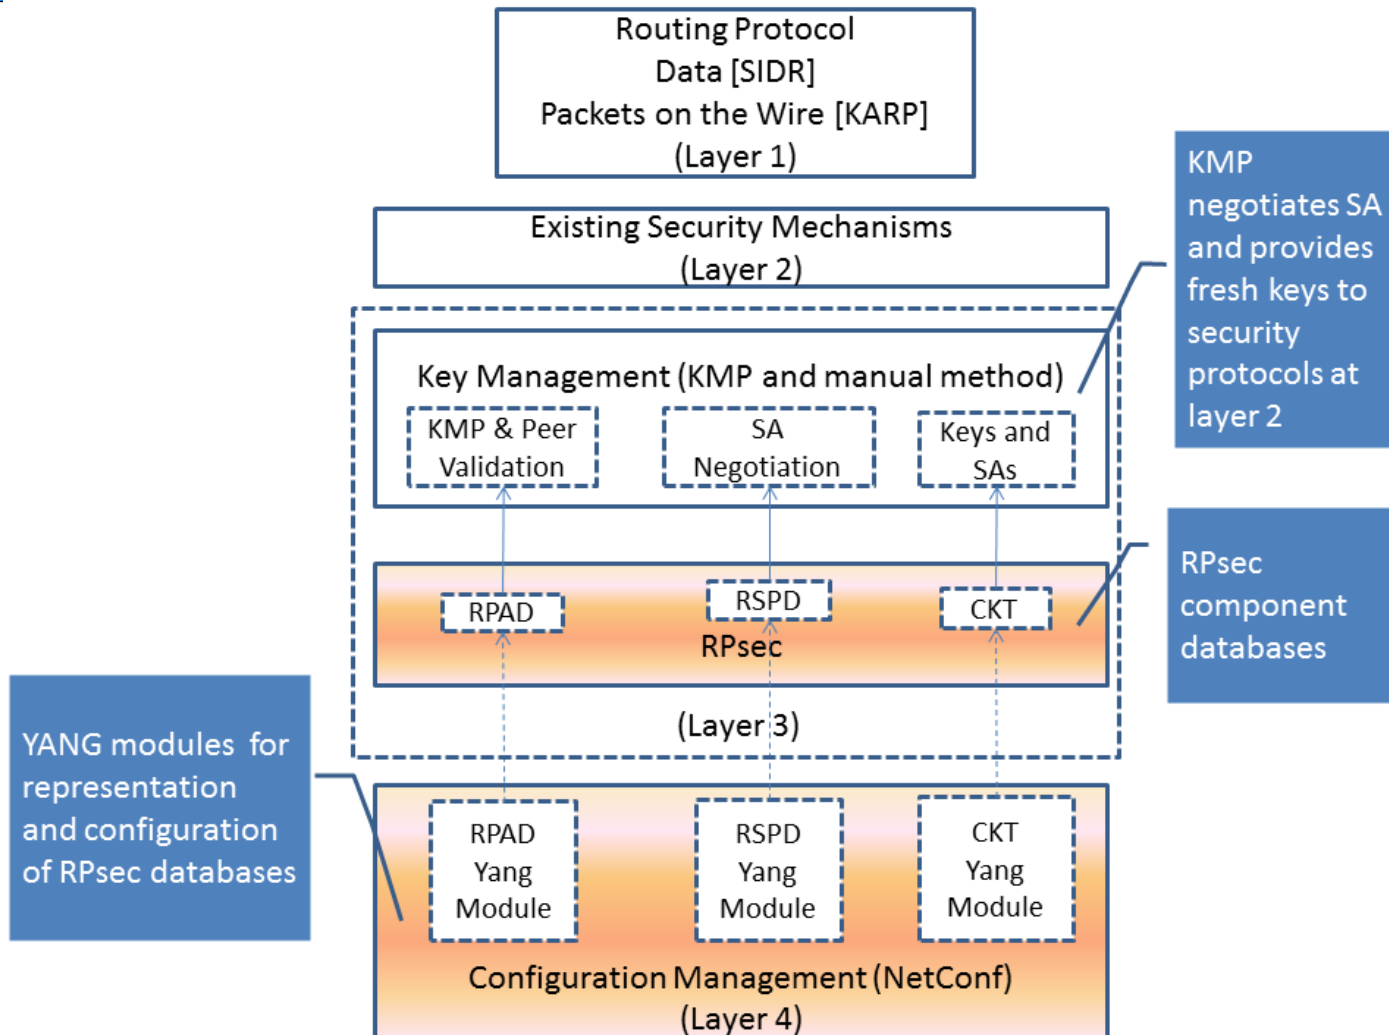 Routing Protocol
Data [SIDR]
Packets on the Wire [KARP]
(Layer 1)
Existing Security Mechanisms
(Layer 2)
KMP
negotiates SA
and provides
fresh keys to
security
protocols at
layer 2
Key Management (KMP and manual method)
KMP & Peer
Validation
SA
Negotiation
Keys and
SAs
RPAD
RSPD
CKT
RPsec
RPsec
component
databases
(Layer 3)
YANG modules for
representation
and configuration
of RPsec databases
RPAD
Yang
Module
RSPD
Yang
Module
CKT
Yang
Module
Configuration Management (NetConf)
(Layer 4)